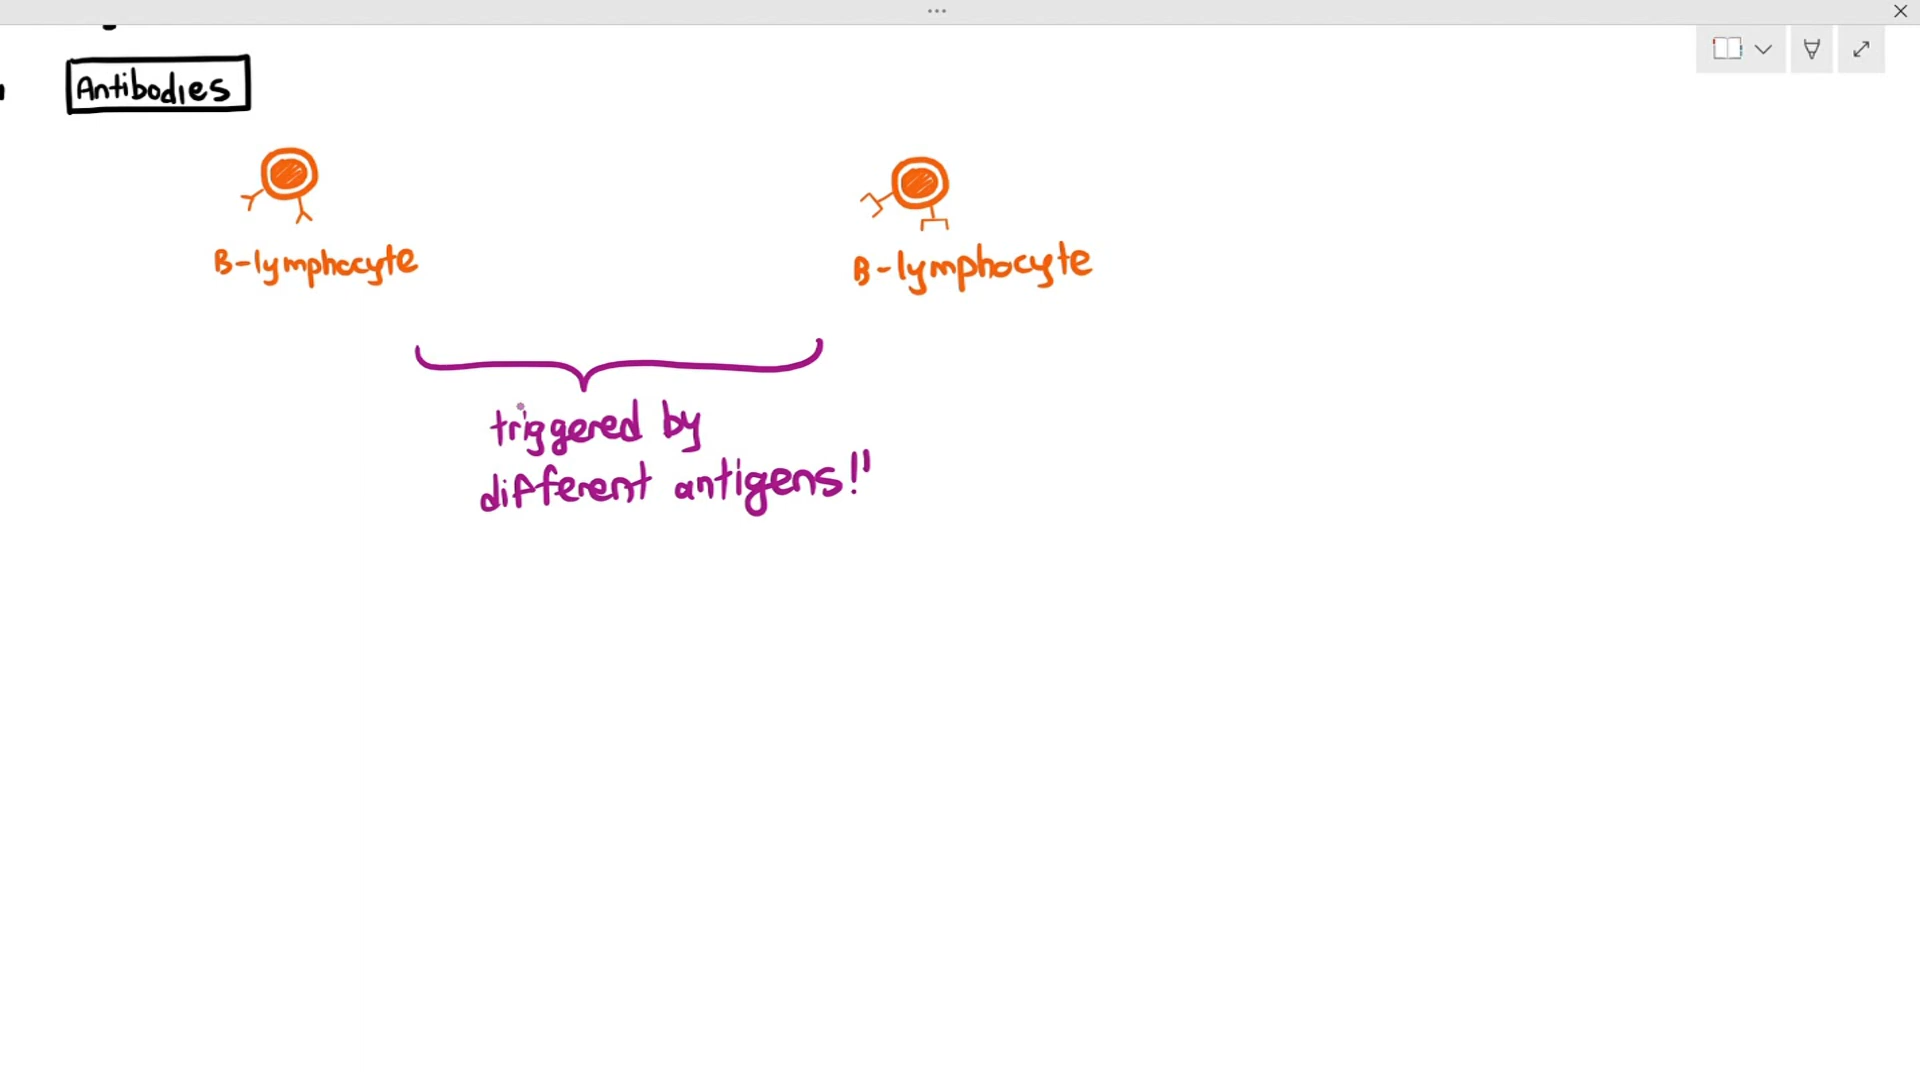 Antibodies
B-lymphocyte
B-lymphocyte
triggered by
different antigens!!